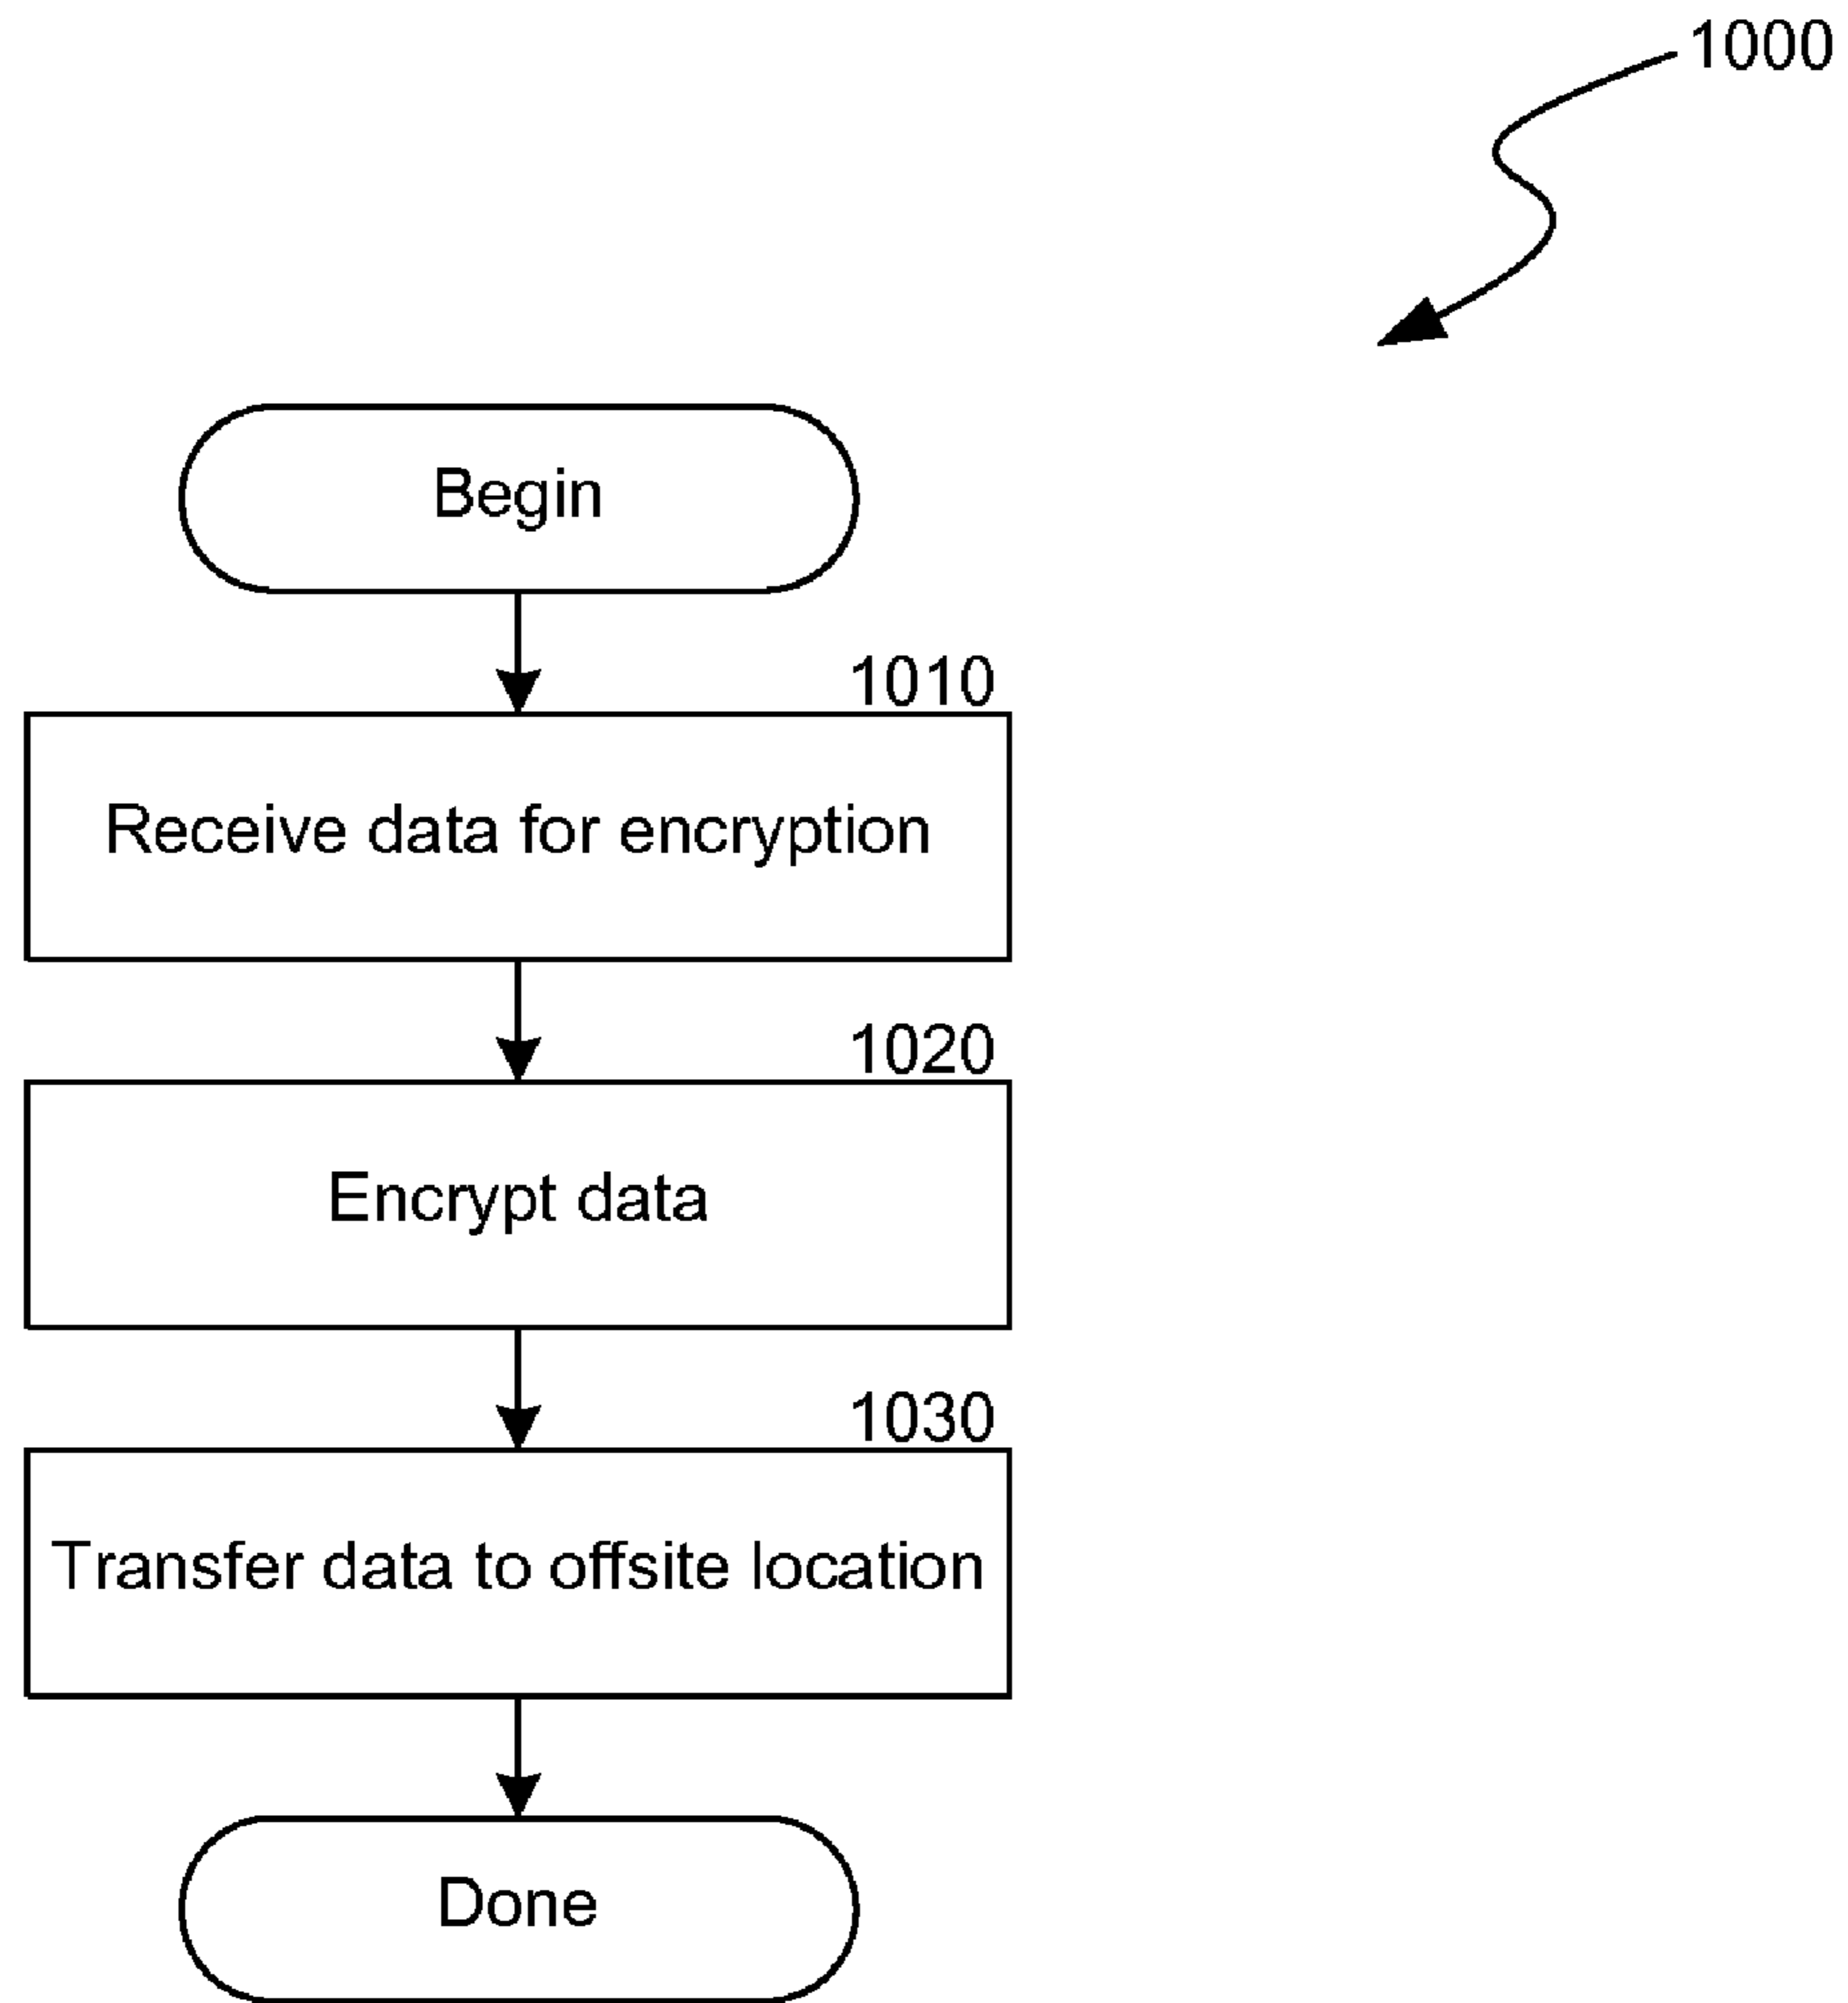 1000
Begin
1010
Receive data for encryption
1020
Encrypt data
1030
Transfer data to offsite location
Done